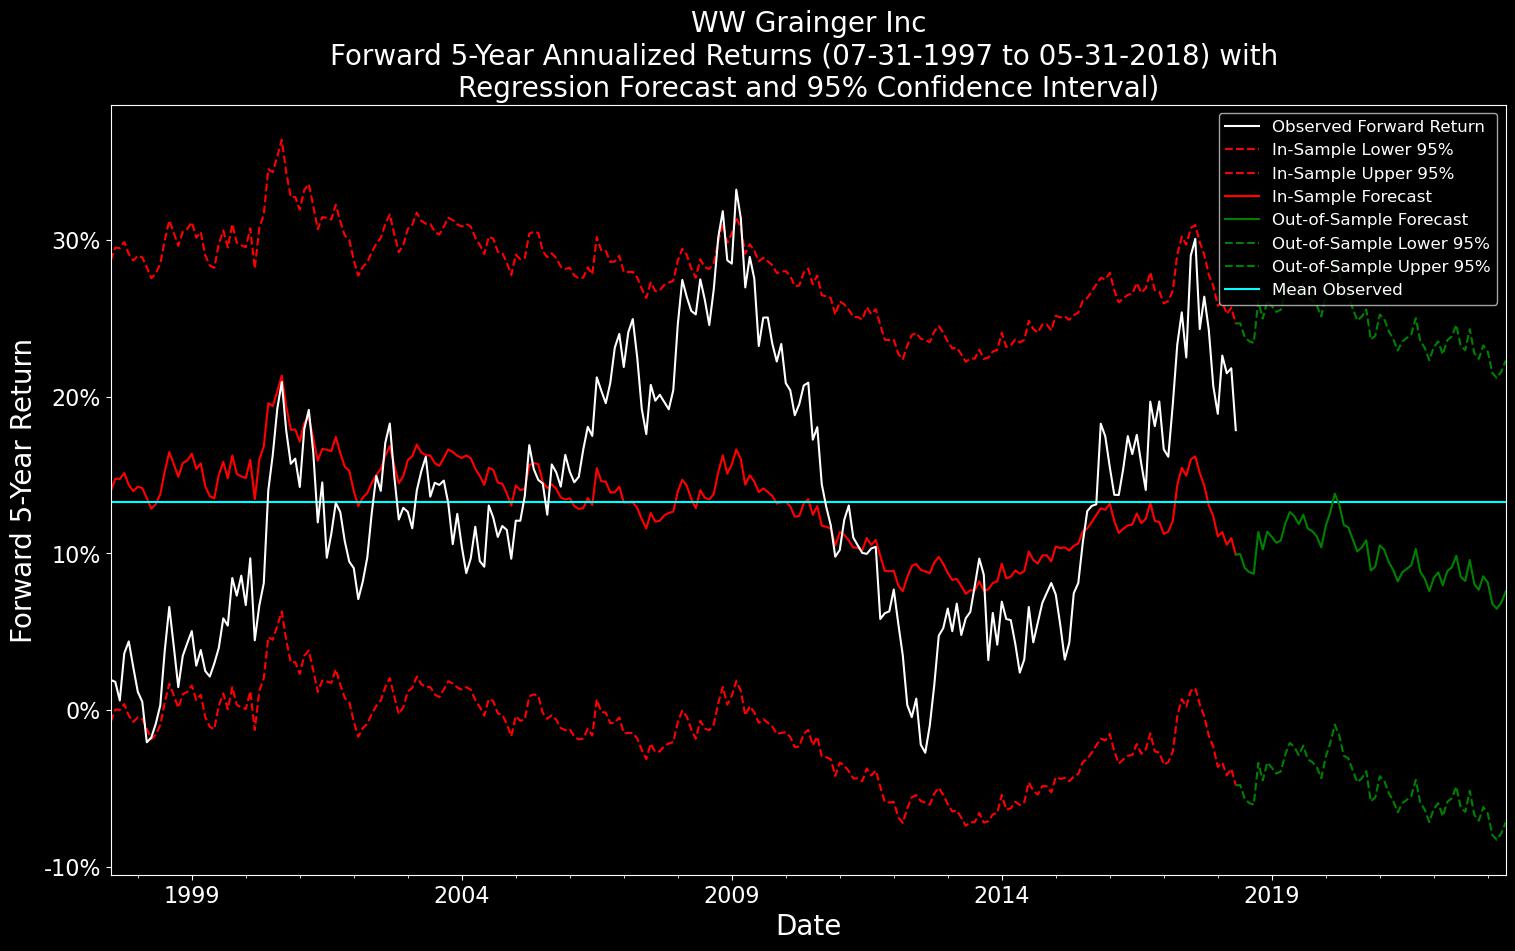 WW Grainger Inc
Forward 5-Year Annualized Returns (07-31-1997 to 05-31-2018) with
Regression Forecast and 95% Confidence Interval)
Observed Forward Return
In-Sample Lower 95%
In-Sample Upper 95%
In-Sample Forecast
Out-of-Sample Forecast
Out-of-Sample Lower 95%
Out-of-Sample Upper 95%
Mean Observed
Forward 5-Year Return
30%
20%
10%
0%
-10%
1999
2004
2009
2014
2019
Date